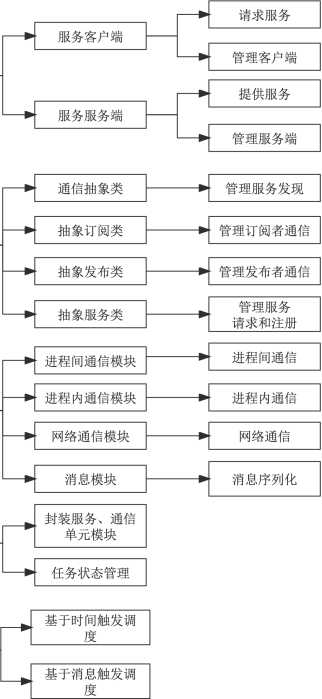 请求服务
服务客户端
管理客户端
提供服务
服务服务端
管理服务端
通信抽象类
管理服务发现
抽象订阅类
管理订阅者通信
抽象发布类
管理发布者通信
抽象服务类
管理服务
请求和注册
进程间通信模块
进程间通信
进程内通信模块
进程内通信
网络通信模块
网络通信
消息模块
消息序列化
封装服务、通信
单元模块
任务状态管理
基于时间触发调
度
基于消息触发调
度